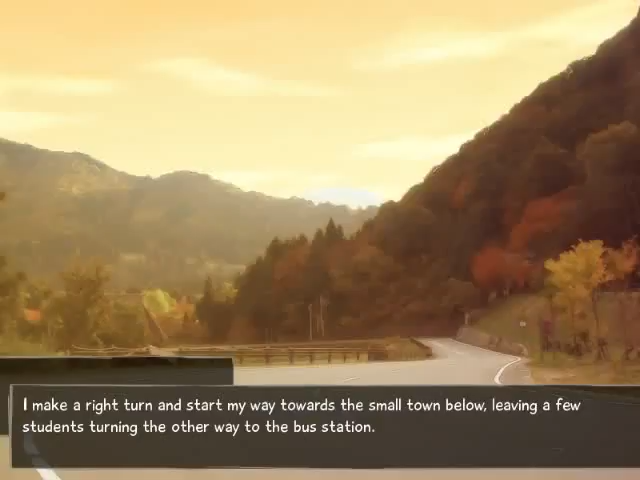 I make a right turn and start my way towards the small town below, leaving a few
students turning the other way to the bus station.